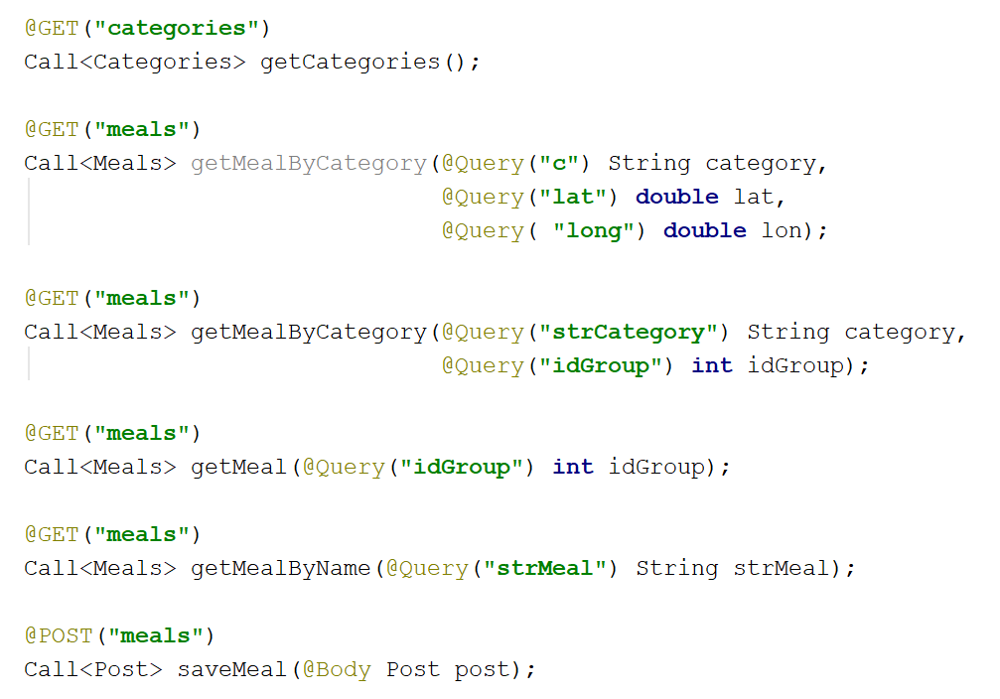 @GET("categories")
Call<Categories> getCategories();
@GET("meals")
Call<Meals> getMealByCategory(@Query("c") String category,
@Query("lat") double lat,
@Query( "long") double lon);
@GET("meals")
Call<Meals> getMealByCategory(@Query("strCategory") String category,
@Query("idGroup") int idGroup);
@GET("meals")
Call<Meals> getMeal(@Query("idGroup") int idGroup);
@GET("meals")
Call<Meals> getMealByName(@Query("strMeal") String strMeal);
@POST("meals")
Call<Post> saveMeal(@Body Post post);